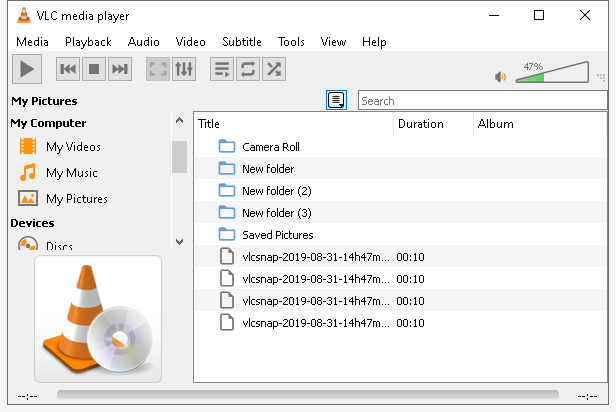 VLC media player
Media Playback Audio Video Subtitle Tools View Help
47%
My Pictures
Search
My Computer
My Videos
My Music
My Pictures
Devices
Discs
Title Duration Album
Camera Roll
New folder
New folder (2)
New folder (3)
Saved Pictures
vlcsnap-2019-08-31-14h47m... 00:10
vlcsnap-2019-08-31-14h47m... 00:10
vlcsnap-2019-08-31-14h47m... 00:10
vlcsnap-2019-08-31-14h47m... 00:10
--:-- --:--